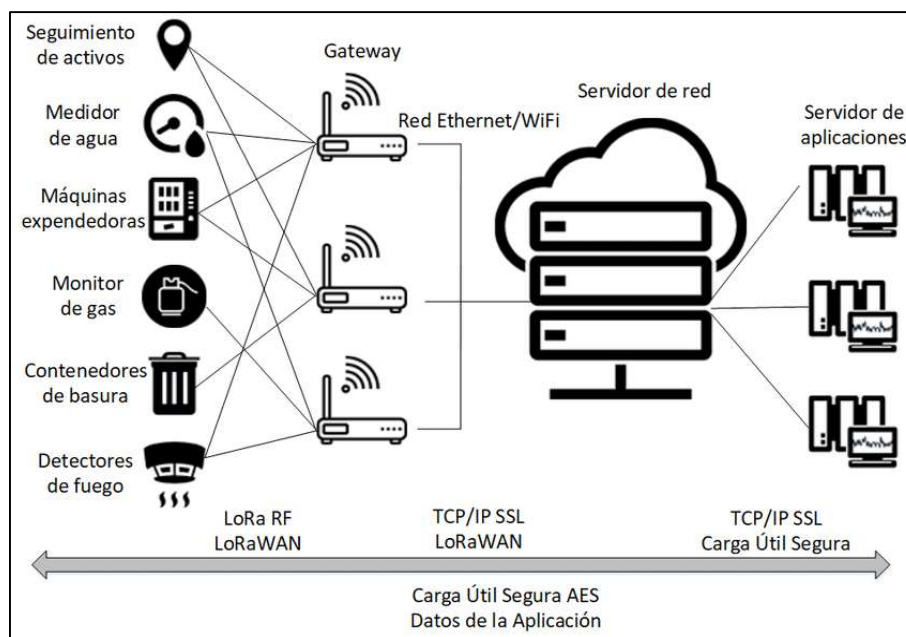 Seguimiento
de activos
Gateway
Medidor
de agua
Red Ethernet/WiFi
Servidor de red
Servidor de
aplicaciones
Máquinas
expendedoras
Monitor
de gas
Contenedores
de basura
Detectores
de fuego
LoRa RF
LoRaWAN
TCP/IP SSL
LoRaWAN
TCP/IP SSL
Carga Útil Segura
Carga Útil Segura AES
Datos de la Aplicación